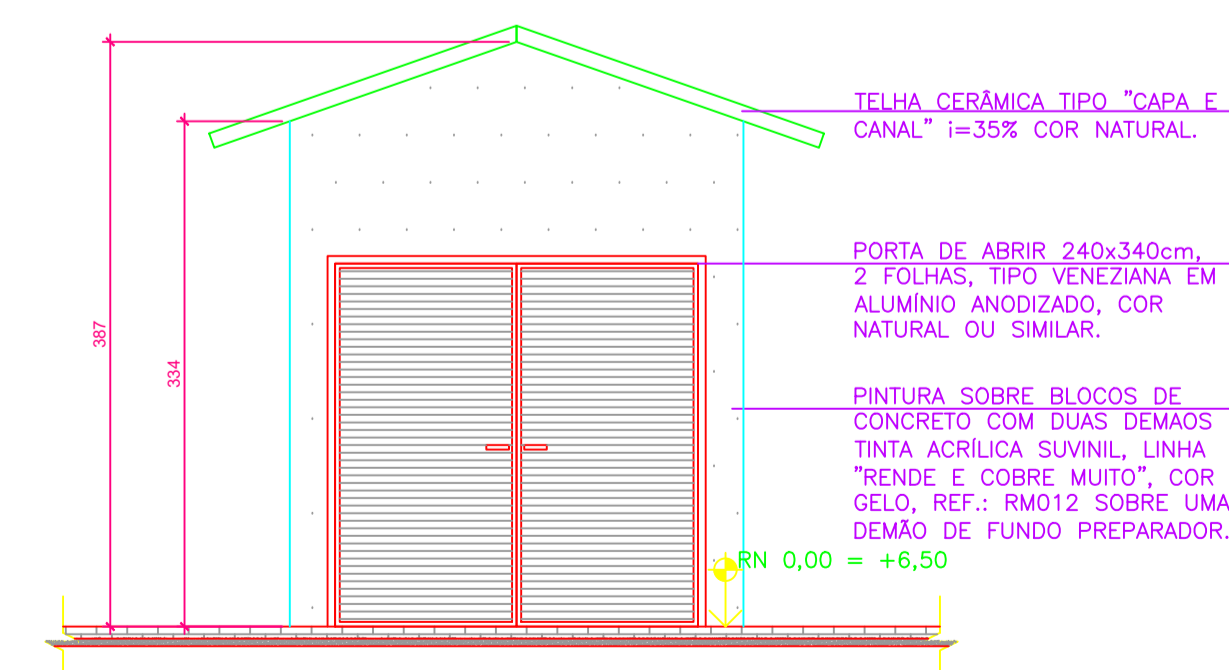 TELHA CERÂMICA TIPO "CAPA E
CANAL" i=35% COR NATURAL.
387
334
PORTA DE ABRIR 240x340cm,
2 FOLHAS, TIPO VENEZIANA EM
ALUMÍNIO ANODIZADO, COR
NATURAL OU SIMILAR.
PINTURA SOBRE BLOCOS DE
CONCRETO COM DUAS DEMAOS
TINTA ACRÍLICA SUVINIL, LINHA
"RENDE E COBRE MUITO", COR
GELO, REF.: RM012 SOBRE UMA
DEMÃO DE FUNDO PREPARADOR.
RN 0,00 = +6,50